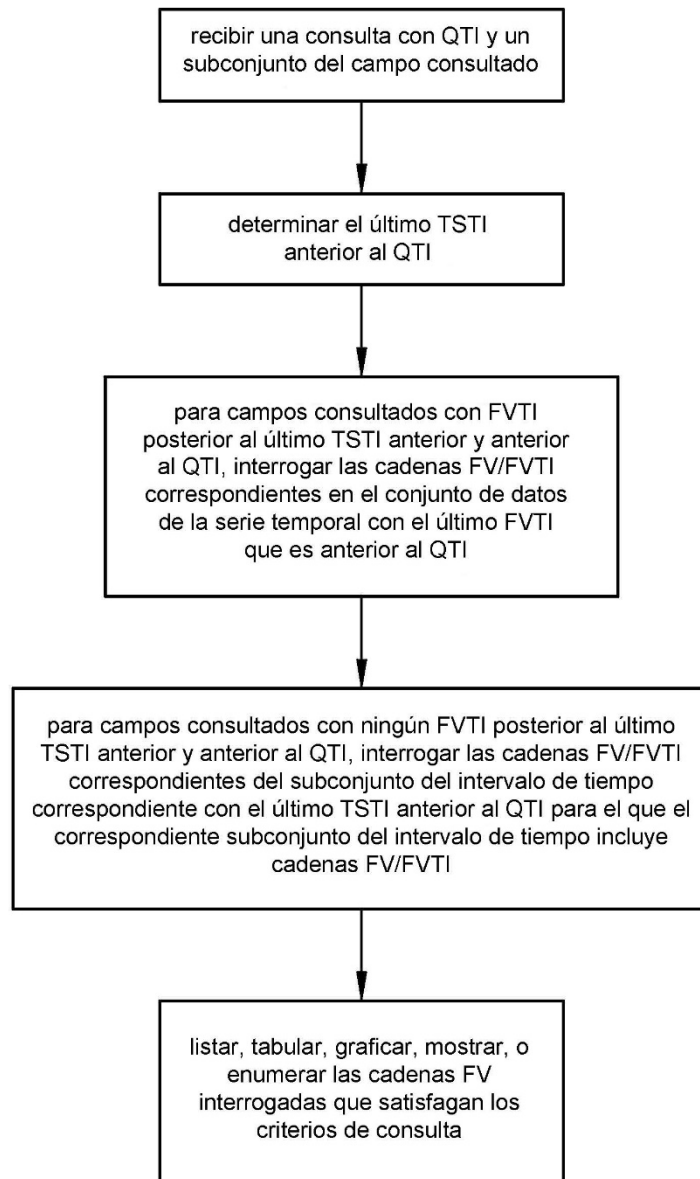 recibir una consulta con QTI y un
subconjunto del campo consultado
determinar el último TSTI
anterior al QTI
para campos consultados con FVTI
posterior al último TSTI anterior y anterior
al QTI, interrogar las cadenas FV/FVTI
correspondientes en el conjunto de datos
de la serie temporal con el último FVTI
que es anterior al QTI
para campos consultados con ningún FVTI posterior al último
TSTI anterior y anterior al QTI, interrogar las cadenas FV/FVTI
correspondientes del subconjunto del intervalo de tiempo
correspondiente con el último TSTI anterior al QTI para el que el
correspondiente subconjunto del intervalo de tiempo incluye
cadenas FV/FVTI
listar, tabular, graficar, mostrar, o
enumerar las cadenas FV
interrogadas que satisfagan los
criterios de consulta